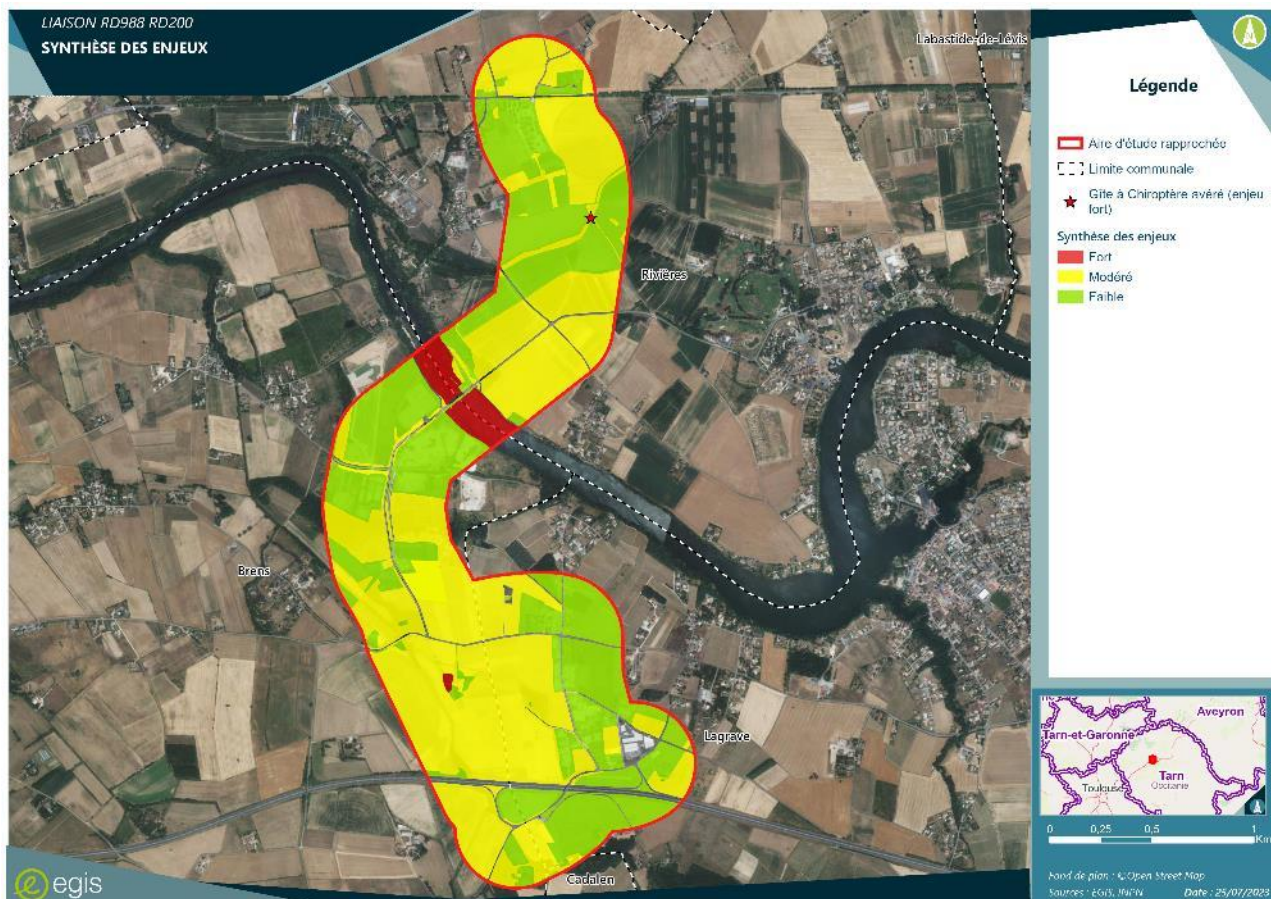 LIAISON RD988 RD200
SYNTHÈSE DES ENJEUX
Labastide-de-Lévis
Rivières
Brens
Lagrave
Cadalen
egis
N
Légende
Aire d'étude rapprochée
Limite communale
Gîte à Chiroptère avéré (enjeu
fort)
Synthèse des enjeux
Fort
Modéré
Faible
Aveyron
Tarn-et-Garonne
Tarn
Occitanie
Toulouse
0 0,25 0,5 1
Km
Fond de plan : ©Open Street Map
Sources : EGIS, INPN Date : 25/07/2023